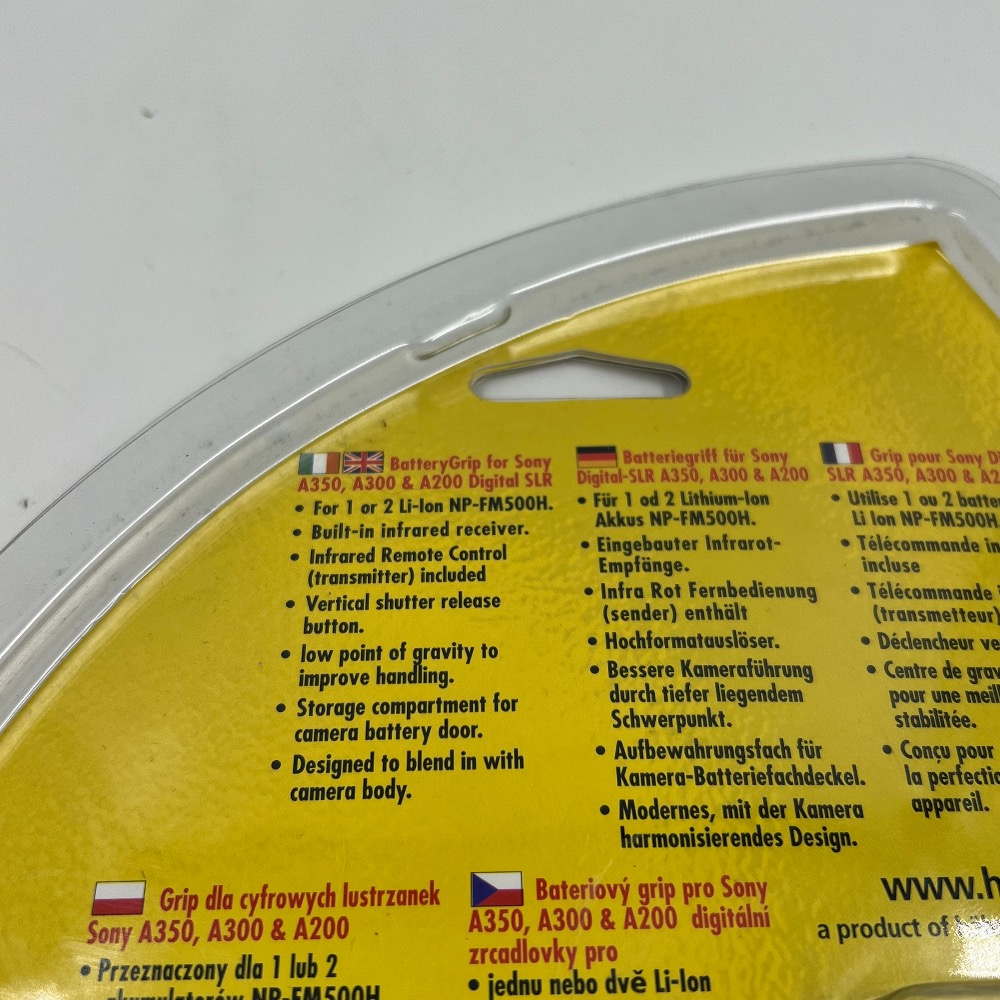 BatteryGrip for Sony
A350, A300 & A200 Digital SLR
• For 1 or 2 Li-Ion NP-FM500H.
• Built-in infrared receiver.
• Infrared Remote Control
(transmitter) included
• Vertical shutter release
button.
• low point of gravity to
improve handling.
• Storage compartment for
camera battery door.
• Designed to blend in with
camera body.
Batteriegriff für Sony
Digital-SLR A350, A300 & A200
• Für 1 od 2 Lithium-Ion
Akkus NP-FM500H.
• Eingebauter Infrarot-
Empfänge.
• Infra Rot Fernbedienung
(sender) enthält
• Hochformatauslöser.
• Bessere Kameraführung
durch tiefer liegendem
Schwerpunkt.
• Aufbewahrungsfach für
Kamera-Batteriefachdeckel.
• Modernes, mit der Kamera
harmonisierendes Design.
Grip pour Sony
SLR A350, A300 &
• Utilise 1 ou 2
Li Ion NP-FM500H
• Télécommande
incluse
• Télécommande
(transmetteur)
• Déclencheur
• Centre de
pour une
stabilitée.
• Conçu pour
la
appareil.
Grip dla cyfrowych lustrzanek
Sony A350, A300 & A200
• Przeznaczony dla 1 lub 2
akumulatorów NP-FM500H
Bateriový grip pro Sony
A350, A300 & A200 digitální
zrcadlovky pro
• jednu nebo dvě Li-Ion
www.h
a product of